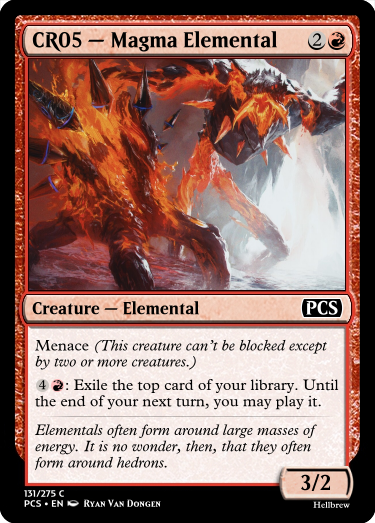 CR05 — Magma Elemental 2
Creature — Elemental PCS
Menace (This creature can't be blocked except
by two or more creatures.)
4 : Exile the top card of your library. Until
the end of your next turn, you may play it.
Elementals often form around large masses of
energy. It is no wonder, then, that they often
form around hedrons.
3/2
131/275 C
PCS • EN Ryan Van Dongen Hellbrew